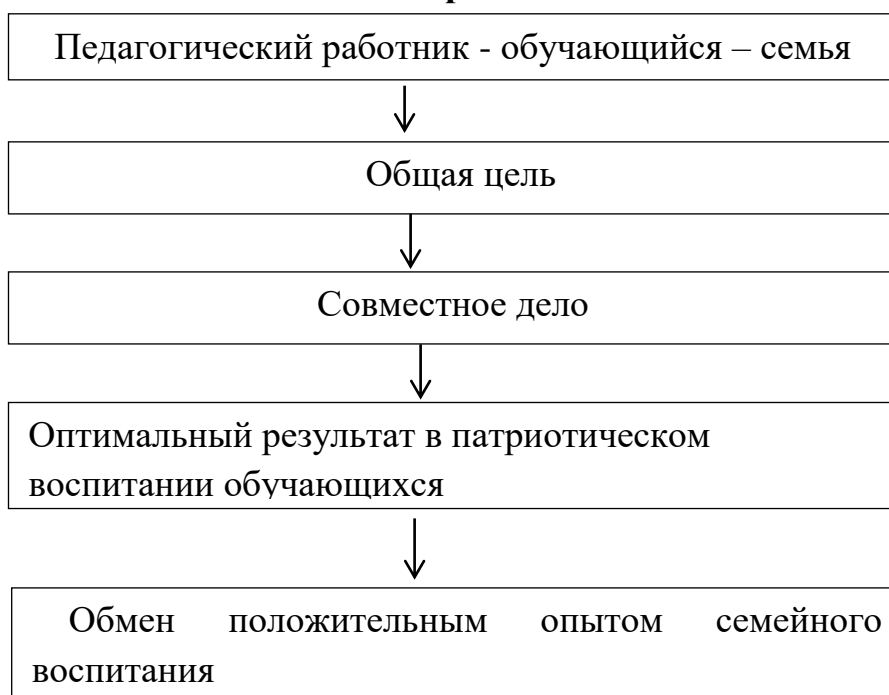 Педагогический работник - обучающийся – семья
Общая цель
Совместное дело
Оптимальный результат в патриотическом
воспитании обучающихся
Обмен положительным опытом семейного
воспитания